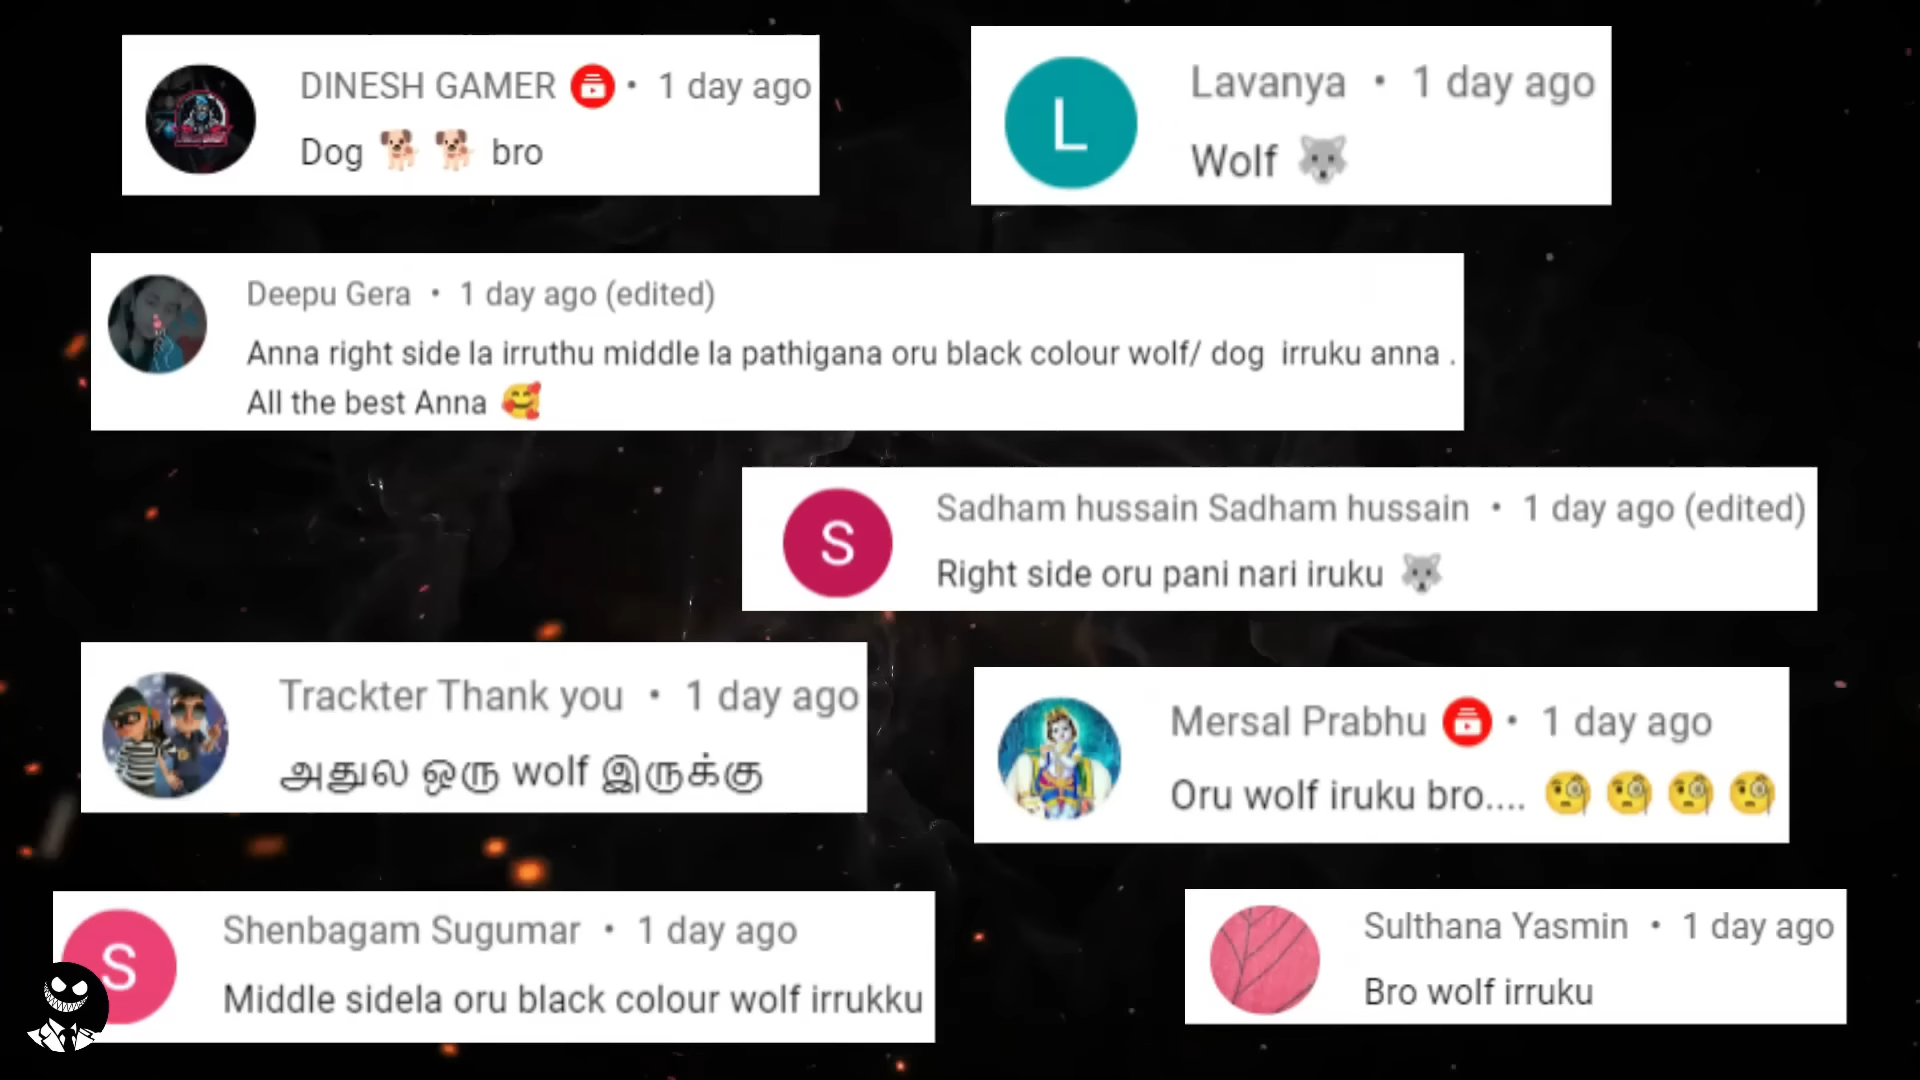 DINESH GAMER • 1 day ago
Dog 🐕 🐕 bro
L
Lavanya • 1 day ago
Wolf 🐺
Deepu Gera • 1 day ago (edited)
Anna right side la irruthu middle la pathigana oru black colour wolf/ dog irruku anna .
All the best Anna 🥰
S
Sadham hussain Sadham hussain • 1 day ago (edited)
Right side oru pani nari iruku 🐺
Trackter Thank you • 1 day ago
அதுல ஒரு wolf இருக்கு
Mersal Prabhu • 1 day ago
Oru wolf iruku bro.... 🧐 🧐 🧐 🧐
S
Shenbagam Sugumar • 1 day ago
Middle sidela oru black colour wolf irrukku
Sulthana Yasmin • 1 day ago
Bro wolf irruku